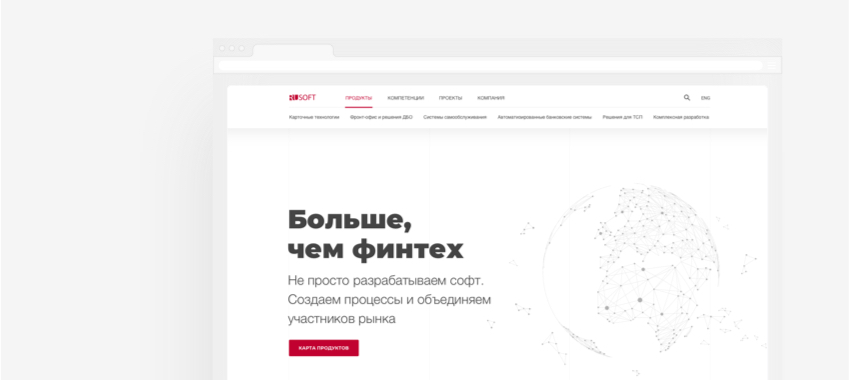 SOFT
ПРОДУКТЫ КОМПЕТЕНЦИИ ПРОЕКТЫ КОМПАНИЯ ENG
Карточные технологии Фронт-офис и решения ДБО Системы самообслуживания Автоматизированные банковские системы Решения для ТСП Комплексная разработка
Больше,
чем финтех
Не просто разрабатываем софт.
Создаем процессы и объединяем
участников рынка
КАРТА ПРОДУКТОВ